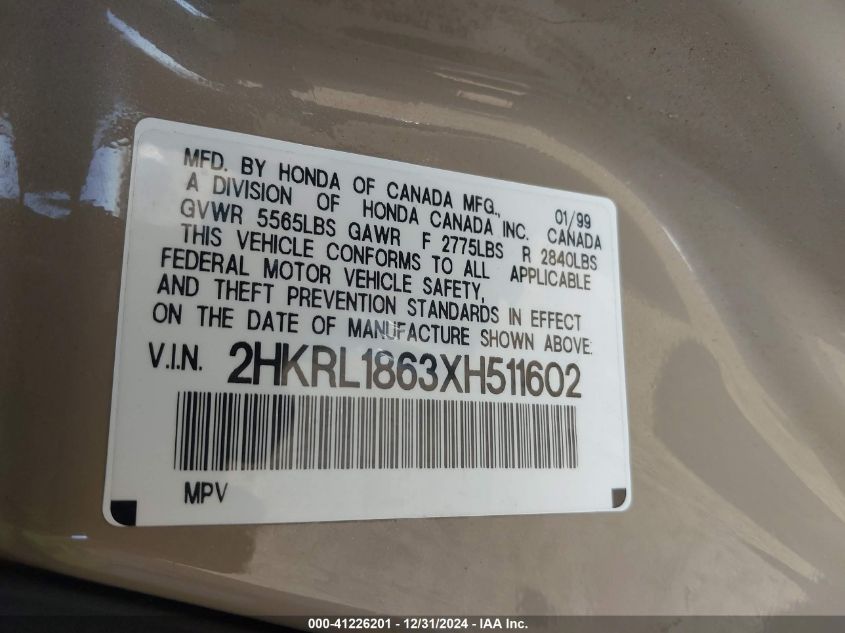 MFD. BY HONDA OF CANADA MFG., 01/99
A DIVISION OF HONDA CANADA INC. CANADA
GVWR 5565LBS GAWR F 2775LBS R 2840LBS
THIS VEHICLE CONFORMS TO ALL APPLICABLE
FEDERAL MOTOR VEHICLE SAFETY,
AND THEFT PREVENTION STANDARDS IN EFFECT
ON THE DATE OF MANUFACTURE SHOWN ABOVE.
V.I.N. 2HKRL1863XH511602
MPV
000-41226201 - 12/31/2024 - IAA Inc.